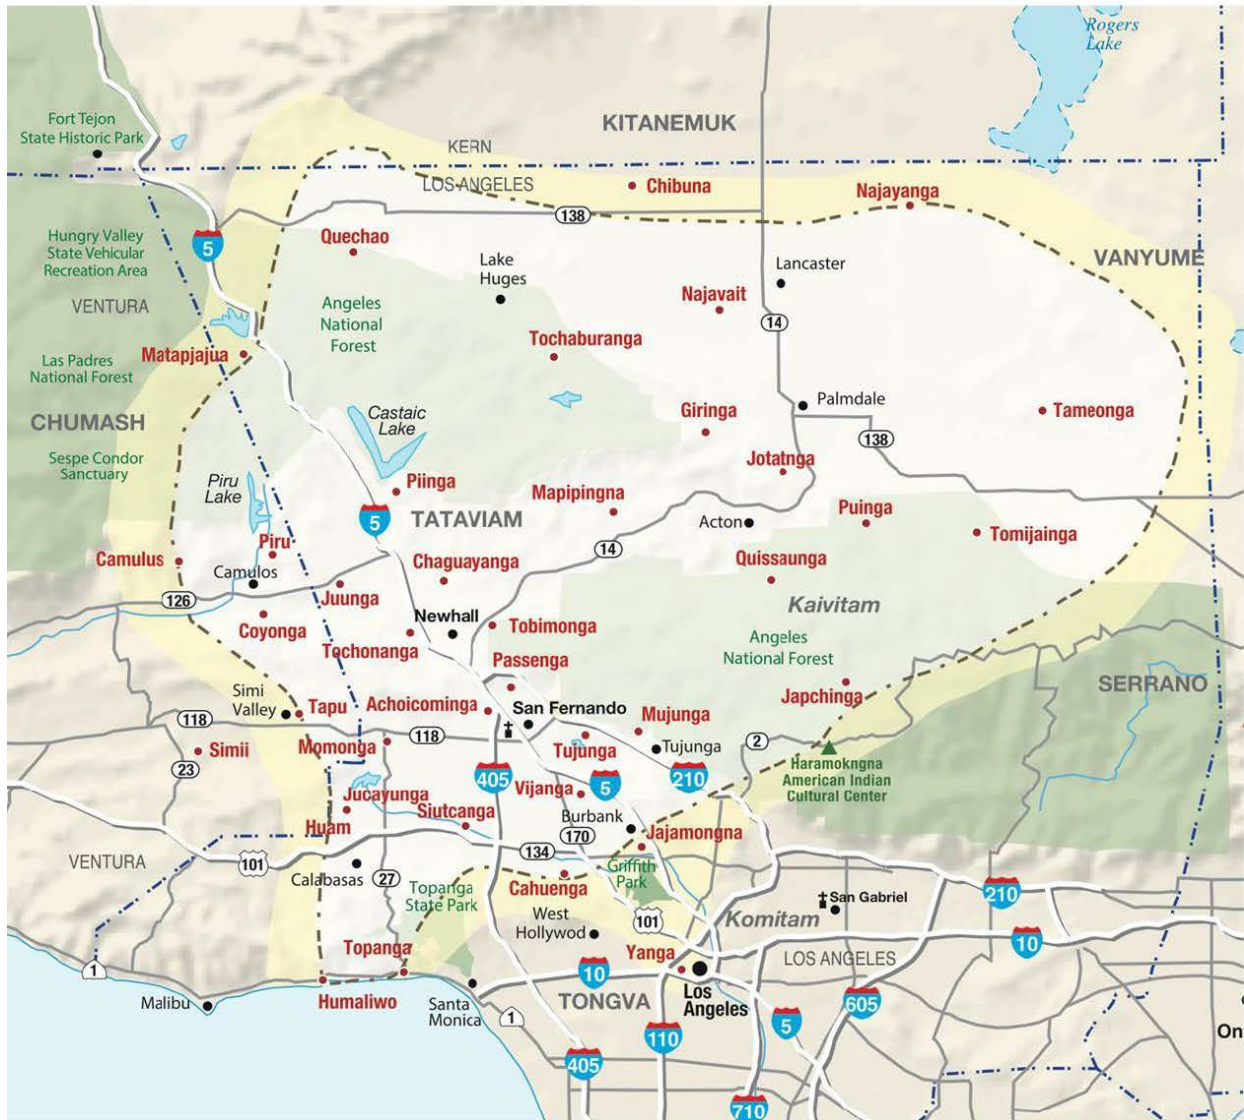 Rogers
Lake
Fort Tejon
State Historic Park
KITANEMUK
KERN
LOS ANGELES
Chibuna
Najayanga
138
Quechao
Hungry Valley
State Vehicular
Recreation Area
5
Lake
Huges
Lancaster
VANYUME
VENTURA
Angeles
National
Forest
Najavait
14
Tochaburanga
Matapjajua
Las Padres
National Forest
CHUMASH
Castaic
Lake
Giringa
Palmdale
Tameonga
138
Sespe Condor
Sanctuary
Piru
Lake
Piinga
Jotatnga
Mapipingna
5
TATAVIAM
Acton
Puinga
Tomijainga
Camulus
Piru
Camulos
Chaguayanga
14
Quissaunga
126
Juunga
Kaivitam
Coyonga
Newhall
Tobimonga
Tochonanga
Angeles
National Forest
Passenga
Simi
Valley
Tapu
Achoicominga
San Fernando
Mujunga
Japchinga
SERRANO
118
Simii
Momonga
118
Tujunga
Tujunga
2
23
Haramokngna
American Indian
Cultural Center
405
5
210
Jucayunga
Vijanga
Huam
Siutcanga
Burbank
170
Jajamongna
VENTURA
101
134
Calabasas
27
Topanga
State Park
Cahuenga
Griffith
Park
West
Hollywod
101
Komitam
San Gabriel
210
Topanga
Yanga
10
LOS ANGELES
10
1
Malibu
Humaliwo
Santa
Monica
1
TONGVA
Los
Angeles
605
5
110
On
405
710